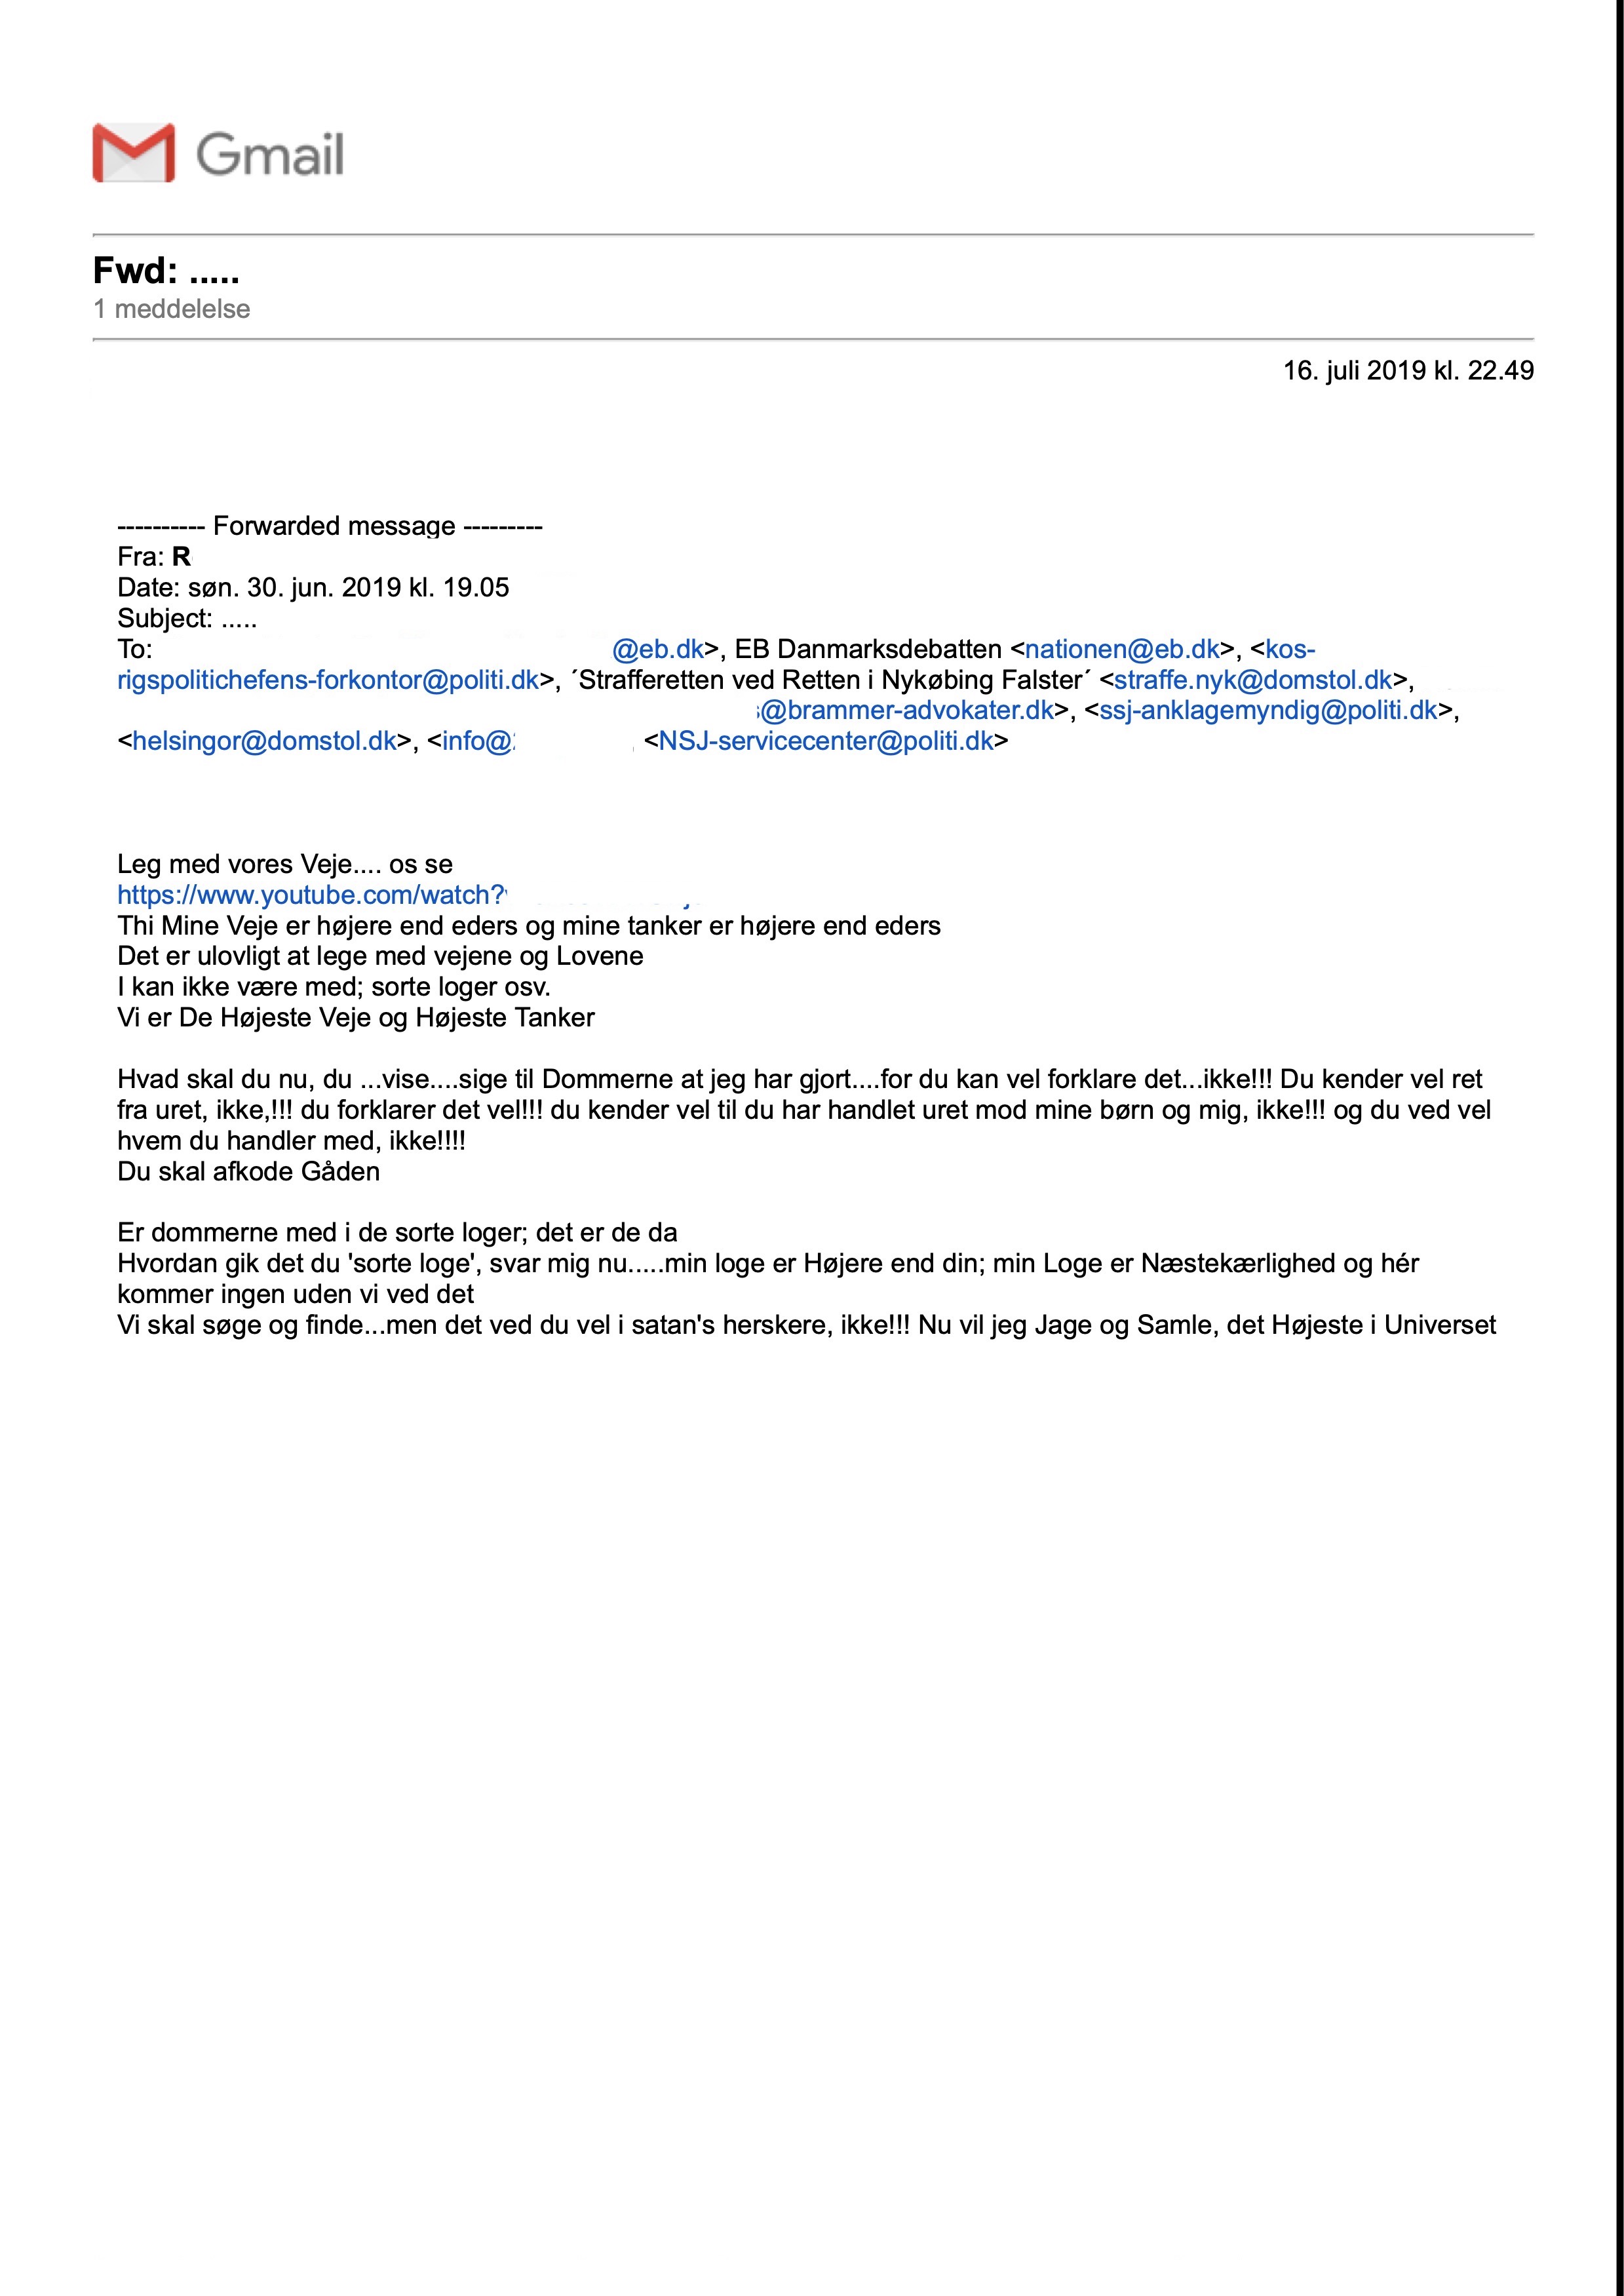 Gmail
Fwd: .....
1 meddelelse
16. juli 2019 kl. 22.49
---------- Forwarded message ---------
Fra: R
Date: søn. 30. jun. 2019 kl. 19.05
Subject: .....
To: @eb.dk>, EB Danmarksdebatten <nationen@eb.dk>, <kos-
rigspolitichefens-forkontor@politi.dk>, ´Strafferetten ved Retten i Nykøbing Falster´ <straffe.nyk@domstol.dk>,
@brammer-advokater.dk>, <ssj-anklagemyndig@politi.dk>,
<helsingor@domstol.dk>, <info@ , <NSJ-servicecenter@politi.dk>
Leg med vores Veje.... os se
https://www.youtube.com/watch?
Thi Mine Veje er højere end eders og mine tanker er højere end eders
Det er ulovligt at lege med vejene og Lovene
I kan ikke være med; sorte loger osv.
Vi er De Højeste Veje og Højeste Tanker
Hvad skal du nu, du ...vise....sige til Dommerne at jeg har gjort....for du kan vel forklare det...ikke!!! Du kender vel ret
fra uret, ikke,!!! du forklarer det vel!!! du kender vel til du har handlet uret mod mine børn og mig, ikke!!! og du ved vel
hvem du handler med, ikke!!!!
Du skal afkode Gåden
Er dommerne med i de sorte loger; det er de da
Hvordan gik det du 'sorte loge', svar mig nu.....min loge er Højere end din; min Loge er Næstekærlighed og hér
kommer ingen uden vi ved det
Vi skal søge og finde...men det ved du vel i satan's herskere, ikke!!! Nu vil jeg Jage og Samle, det Højeste i Universet